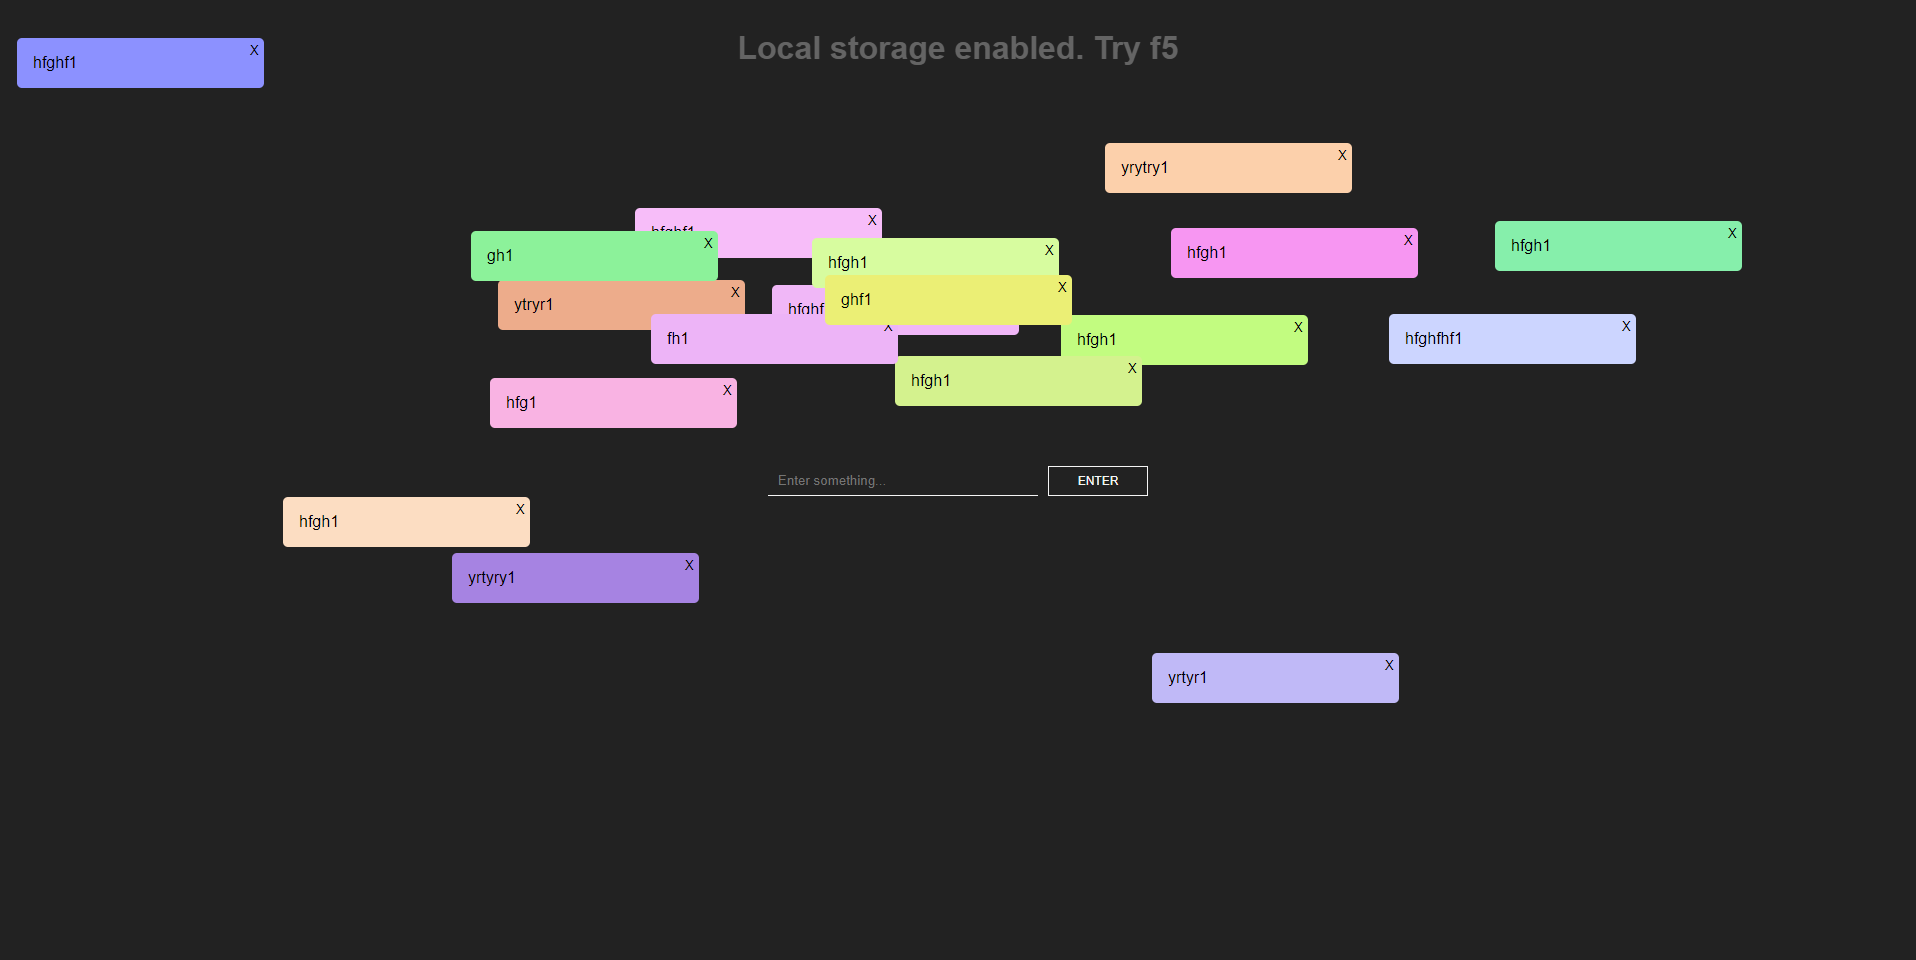 Local storage enabled. Try f5
hfghf1 X
yrytry1 X
hfghf1 X
gh1 X
hfgh1 X
hfgh1 X
hfgh1 X
ytryr1 X
hfghf
ghf1 X
fh1 X
hfgh1 X
hfghfhf1 X
hfgh1 X
hfg1 X
Enter something... ENTER
hfgh1 X
yrtyry1 X
yrtyr1 X